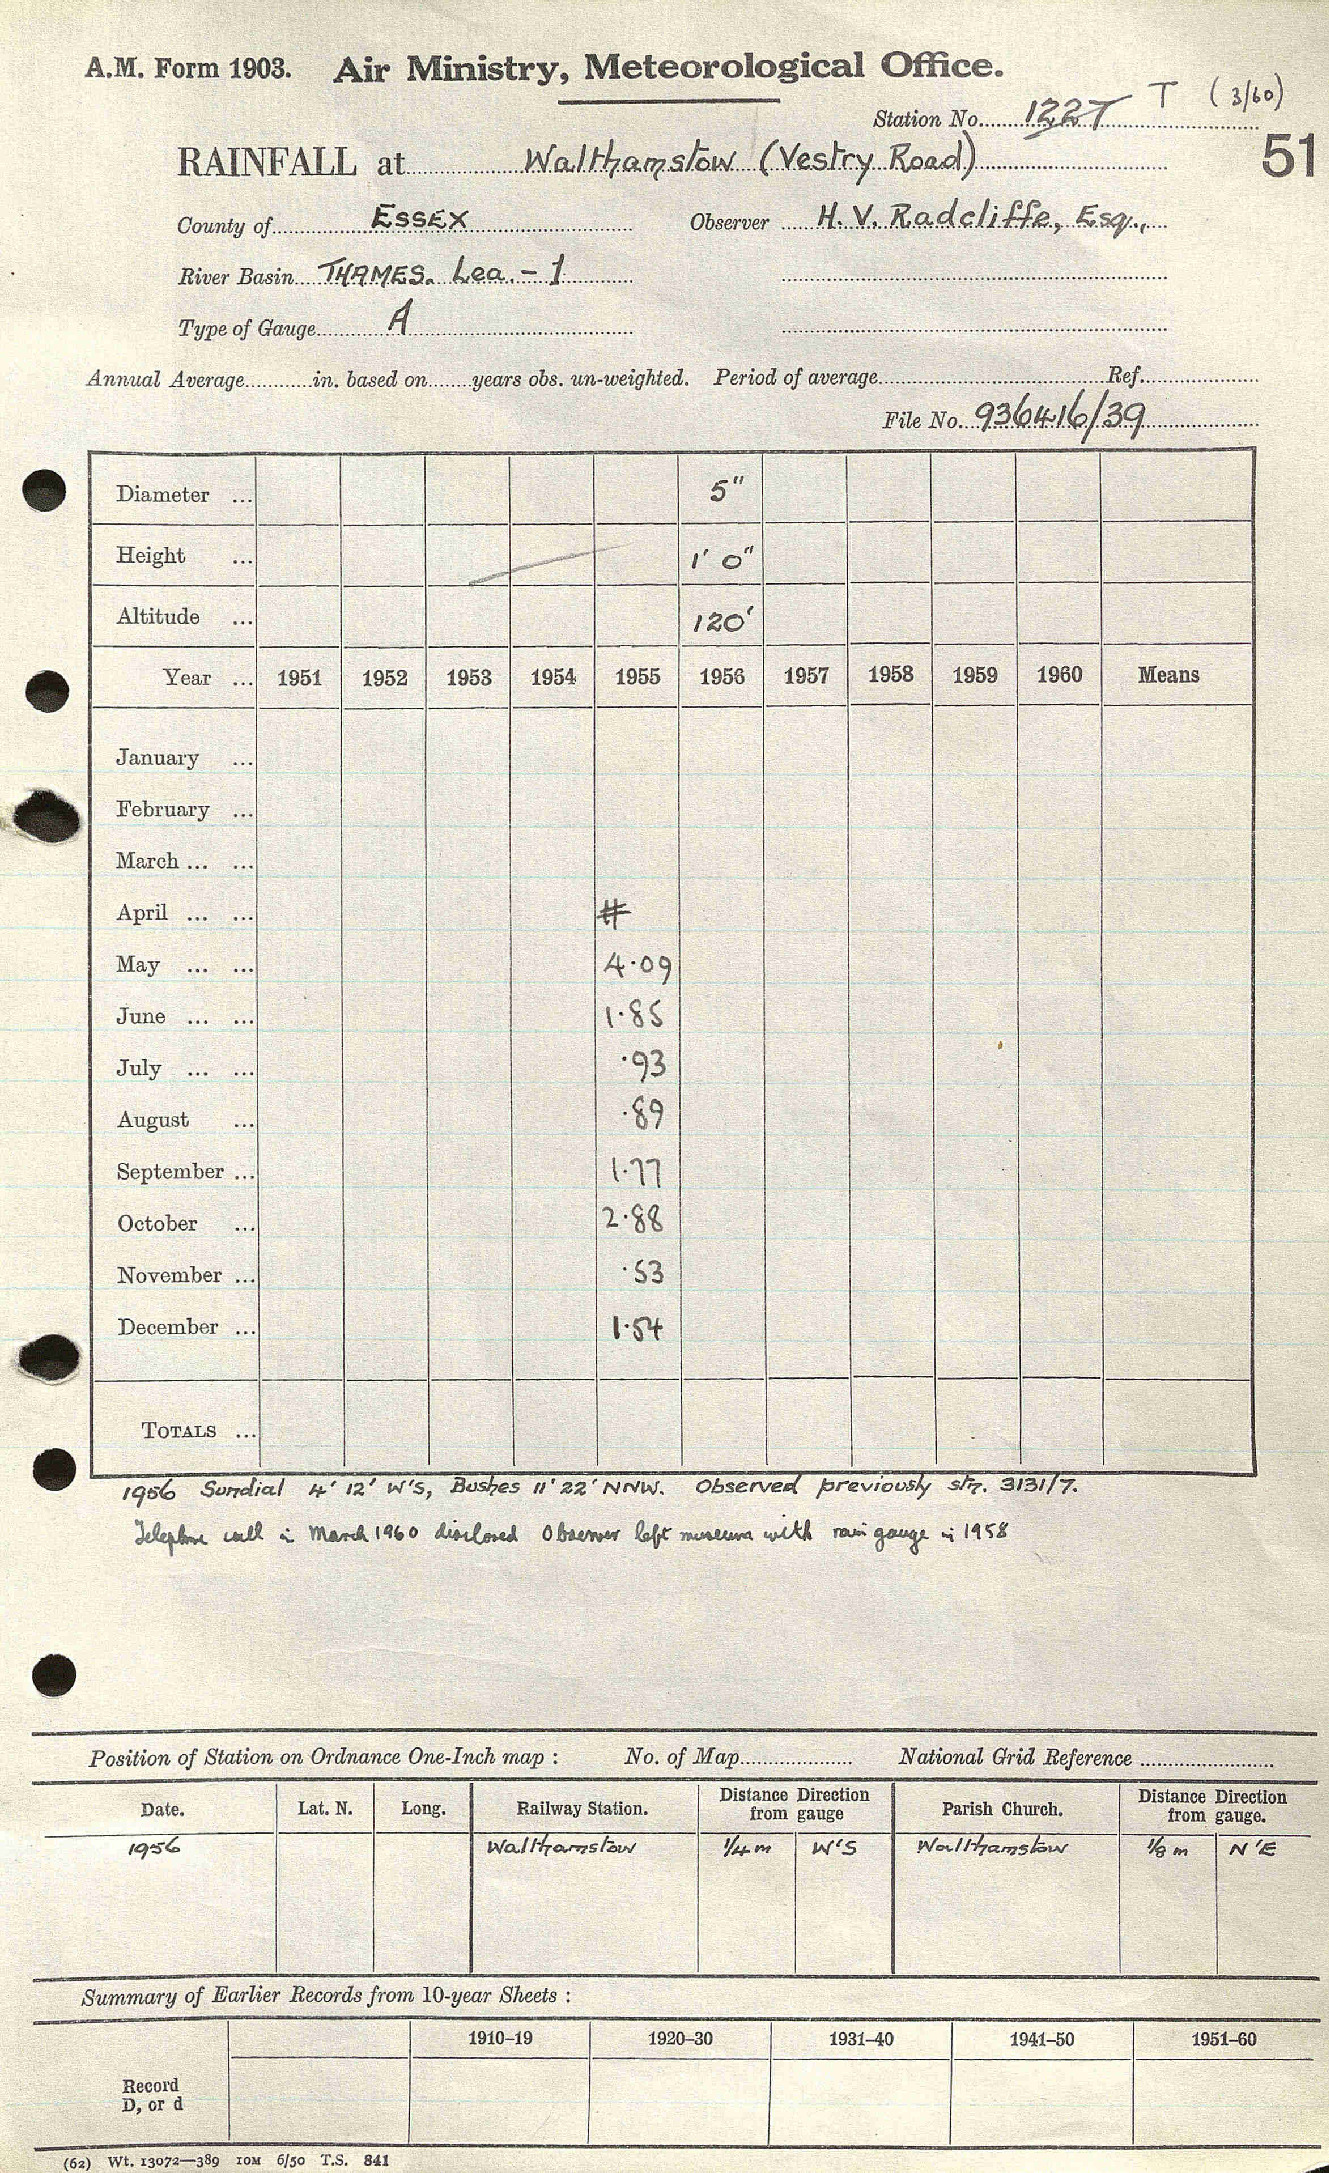 A.M. Form 1903. Air Ministry, Meteorological Office.
Station No. 1227 T (3/60)
51
RAINFALL at Walthamstow (Vestry Road)
County of ESSEX Observer H. V. Radcliffe, Esq.,
River Basin THAMES. Lea. - 1
Type of Gauge A
Annual Average in. based on years obs. un-weighted. Period of average Ref.
File No. 936416/39
Diameter ... 5"
Height ... 1' 0"
Altitude ... 120'
Year ... 1951 1952 1953 1954 1955 1956 1957 1958 1959 1960 Means
January ...
February ...
March ... ...
April ... ... #
May ... ... 4.09
June ... ... 1.85
July ... ... .93
August ... .89
September ... 1.77
October ... 2.88
November ... .53
December ... 1.54
TOTALS ...
1956 Sundial 4' 12' W'S, Bushes 11' 22' NNW. Observed previously stn. 3131/7.
Telephone call in March 1960 disclosed Observer left museum with rain gauge in 1958
Position of Station on Ordnance One-Inch map : No. of Map National Grid Reference
Date. Lat. N. Long. Railway Station. Distance Direction from gauge Parish Church. Distance Direction from gauge.
1956 Walthamstow 1/4 m W'S Walthamstow 1/8 m N'E
Summary of Earlier Records from 10-year Sheets :
1910–19 1920–30 1931–40 1941–50 1951–60
Record
D, or d
(62) Wt. 13072—389 10M 6/50 T.S. 841